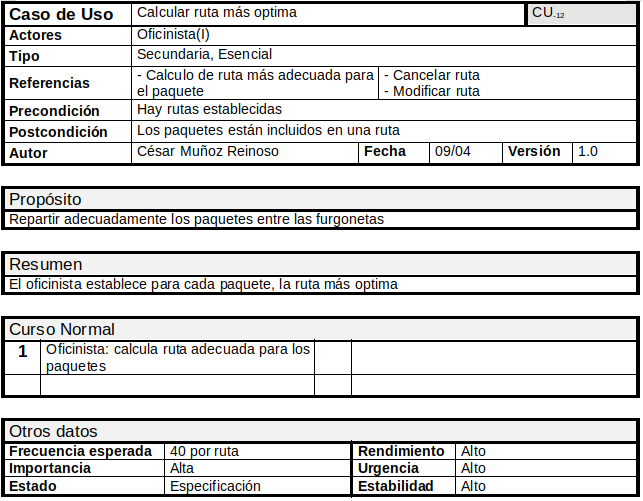 Caso de Uso Calcular ruta más optima CU.-12
Actores Oficinista(I)
Tipo Secundaria, Esencial
Referencias - Calculo de ruta más adecuada para el paquete - Cancelar ruta - Modificar ruta
Precondición Hay rutas establecidas
Postcondición Los paquetes están incluidos en una ruta
Autor César Muñoz Reinoso Fecha 09/04 Versión 1.0
Propósito
Repartir adecuadamente los paquetes entre las furgonetas
Resumen
El oficinista establece para cada paquete, la ruta más optima
Curso Normal
1 Oficinista: calcula ruta adecuada para los
paquetes
Otros datos
Frecuencia esperada 40 por ruta Rendimiento Alto
Importancia Alta Urgencia Alto
Estado Especificación Estabilidad Alto